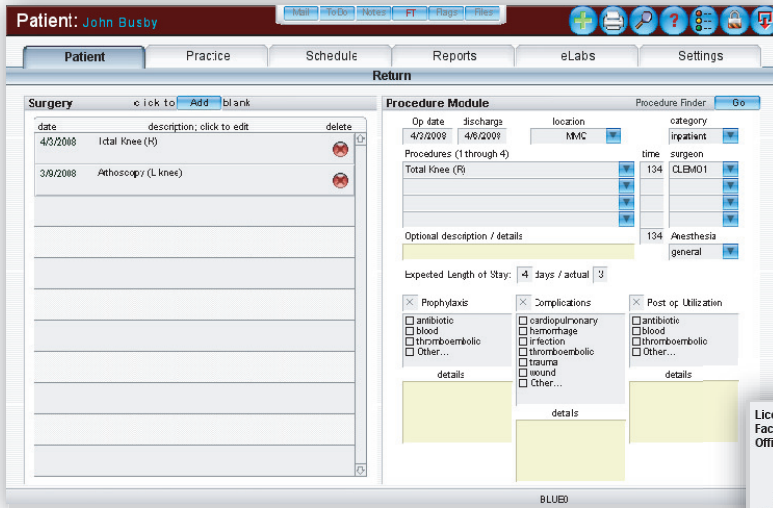 Patient: John Busby
Mail ToDo Notes FT Flags Files
Patient Practice Schedule Reports eLabs Settings
Return
Surgery
click to Add blank
date description; click to edit delete
4/3/2008 Total Knee (R)
3/9/2008 Arthoscopy (L knee)
Procedure Module
Procedure Finder Go
Op date discharge location category
4/3/2008 4/6/2008 MMC inpatient
Procedures (1 through 4) time surgeon
Total Knee (R) 134 CLEMO1
Optional description / details 134 Anesthesia
general
Expected Length of Stay: 4 days / actual 3
Prophylaxis
antibiotic
blood
thromboembolic
Other...
details
Complications
cardiopulmonary
hemorrhage
infection
thromboembolic
trauma
wound
Other...
details
Post op Utilization
antibiotic
blood
thromboembolic
Other...
details
BLUE0